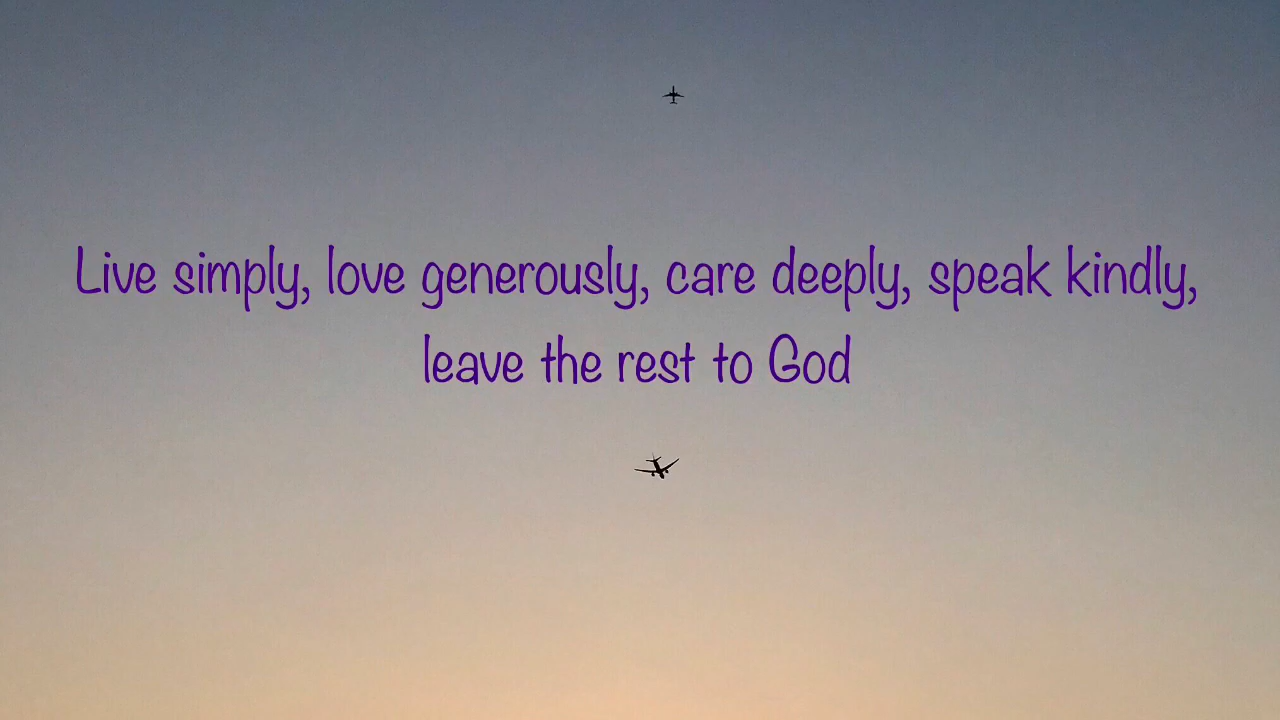 Live simply, love generously, care deeply, speak kindly,
leave the rest to God